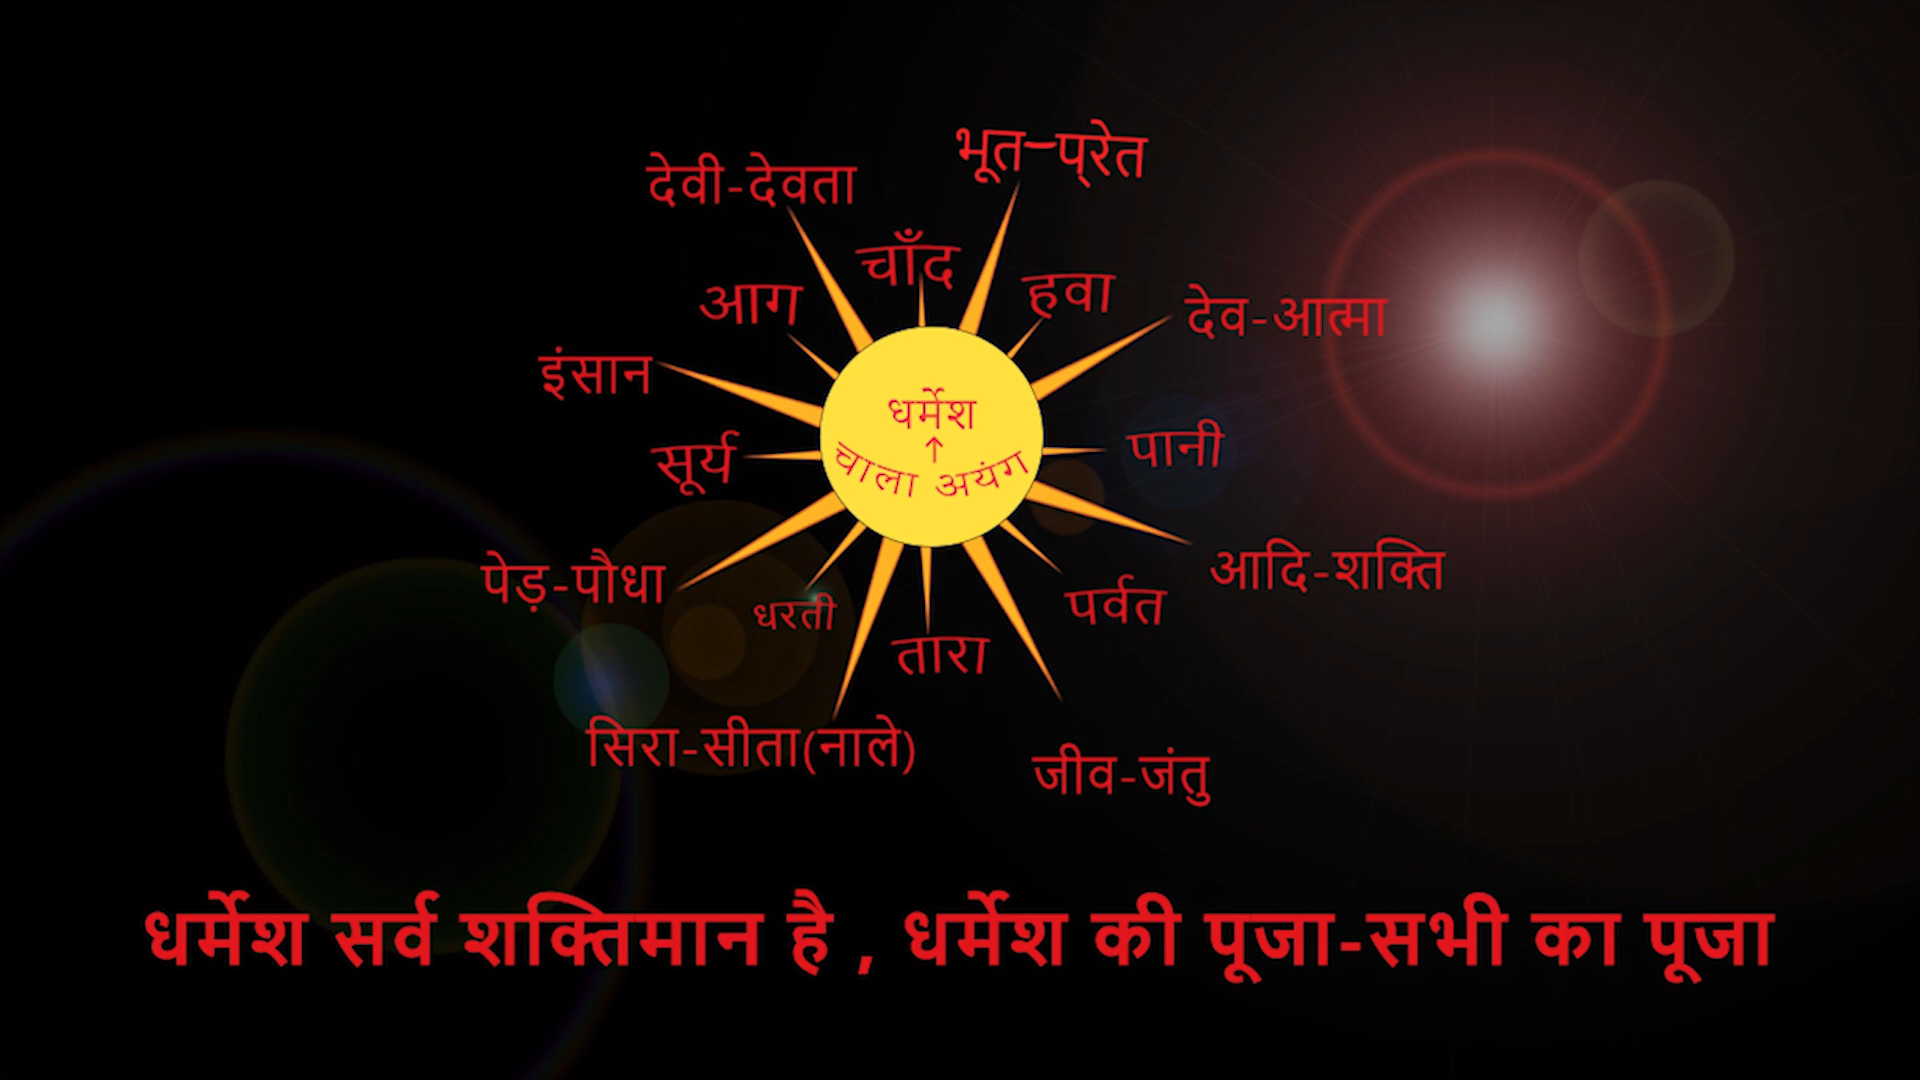 भूत-प्रेत
देवी-देवता
चाँद
आग
हवा
देव-आत्मा
इंसान
धर्मेश
↑
चाला अयंग
सूर्य
पानी
पेड़-पौधा
आदि-शक्ति
धरती
पर्वत
तारा
सिरा-सीता(नाले)
जीव-जंतु
धर्मेश सर्व शक्तिमान है , धर्मेश की पूजा-सभी का पूजा